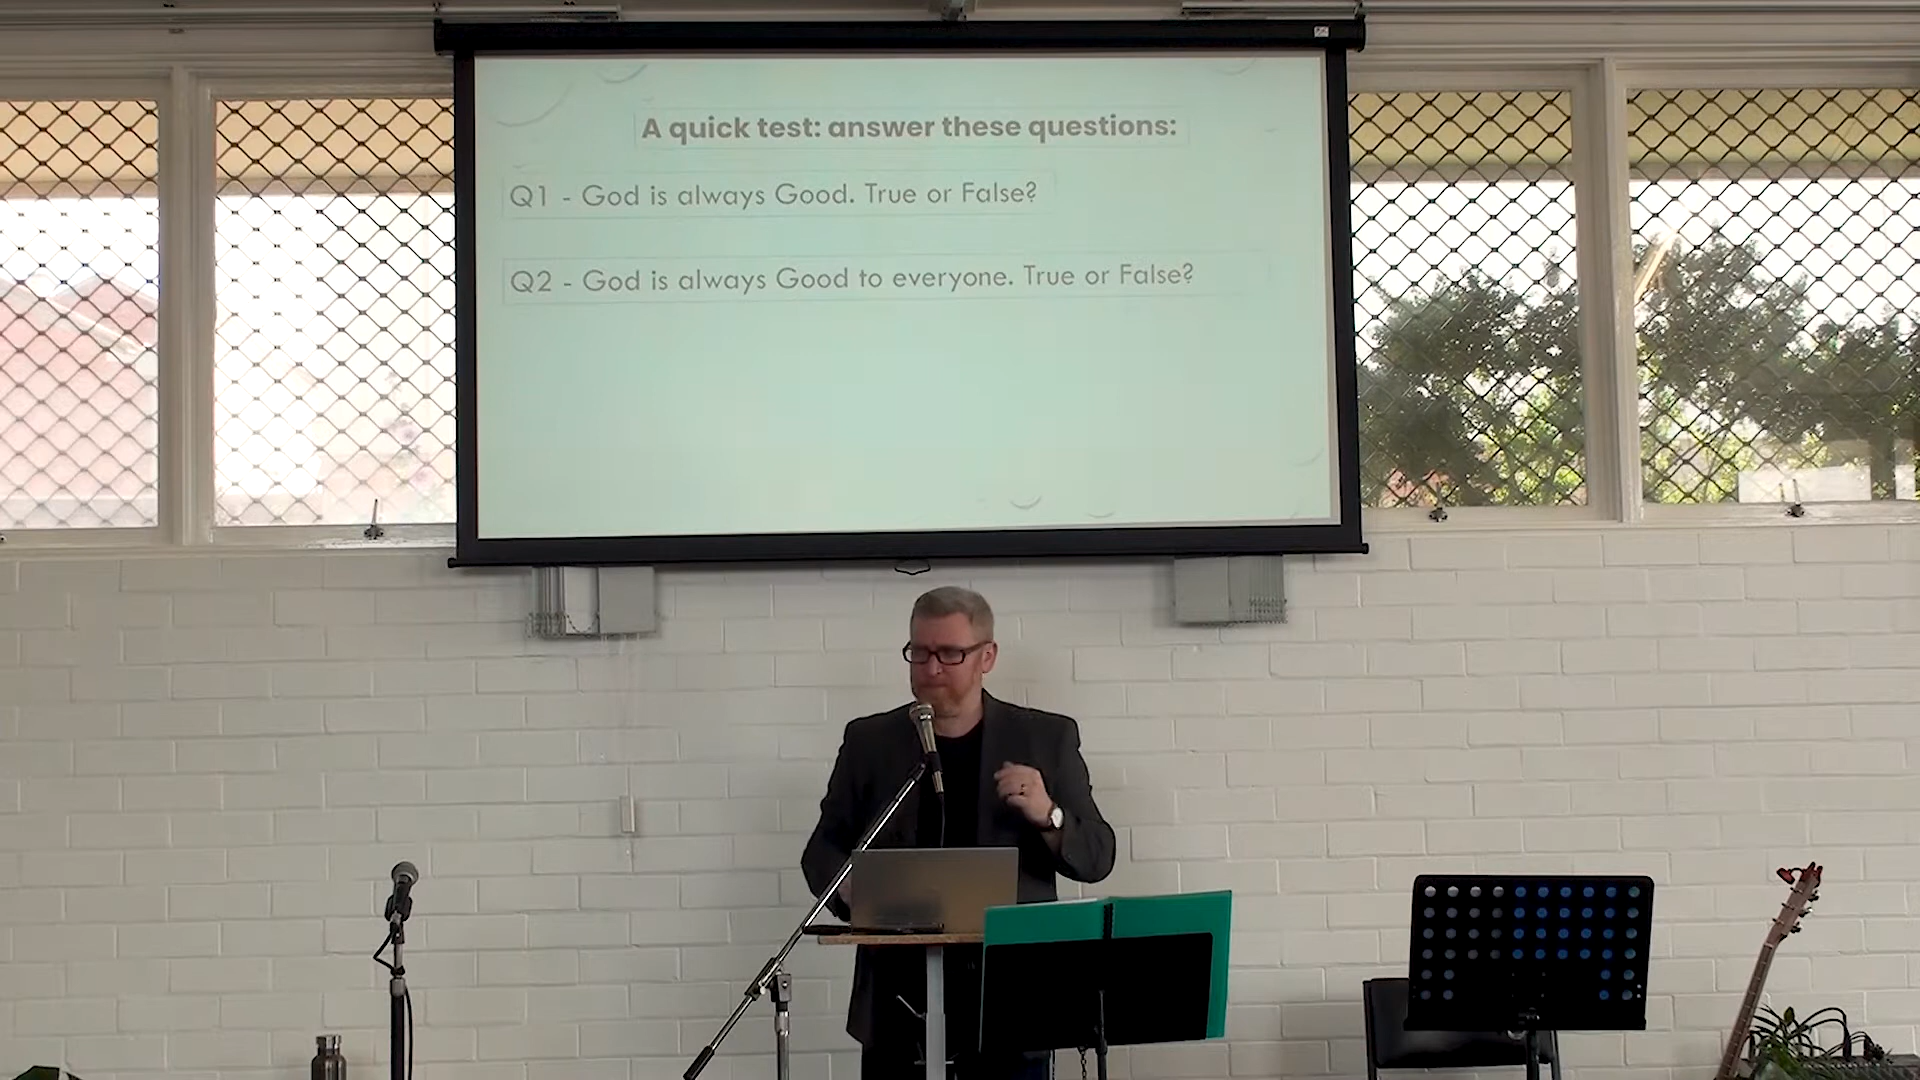 A quick test: answer these questions:
Q1 - God is always Good. True or False?
Q2 - God is always Good to everyone. True or False?